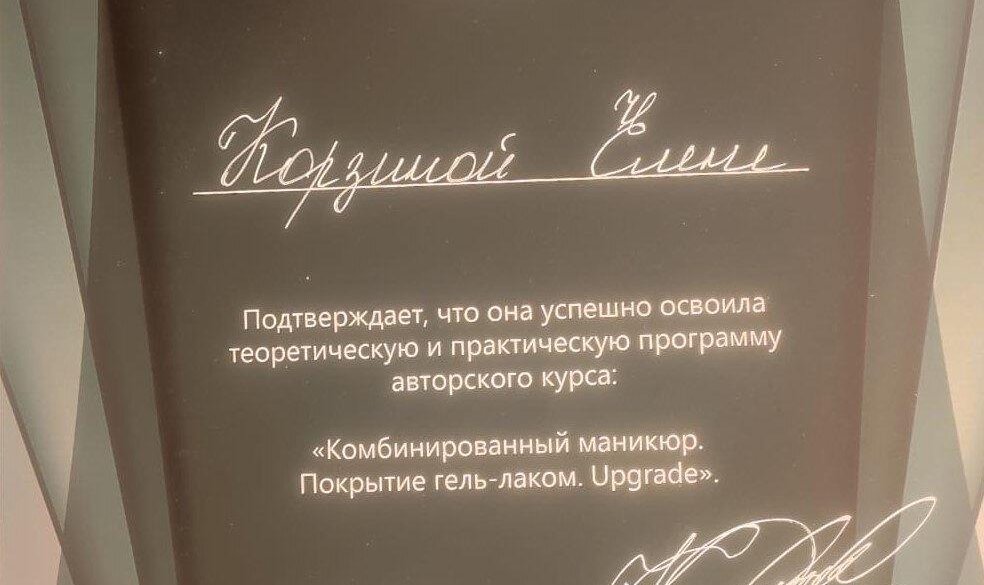 Корзиной Елене
Подтверждает, что она успешно освоила
теоретическую и практическую программу
авторского курса:
«Комбинированный маникюр.
Покрытие гель-лаком. Upgrade».